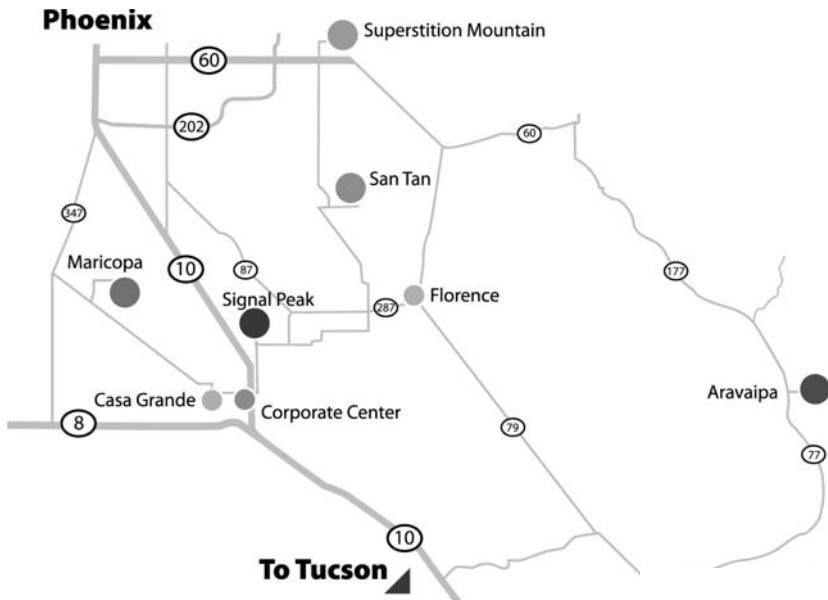 Phoenix
Superstition Mountain
60
202
60
San Tan
347
Maricopa
10
87
177
Signal Peak
287
Florence
Casa Grande
Corporate Center
Aravaipa
8
79
77
10
To Tucson